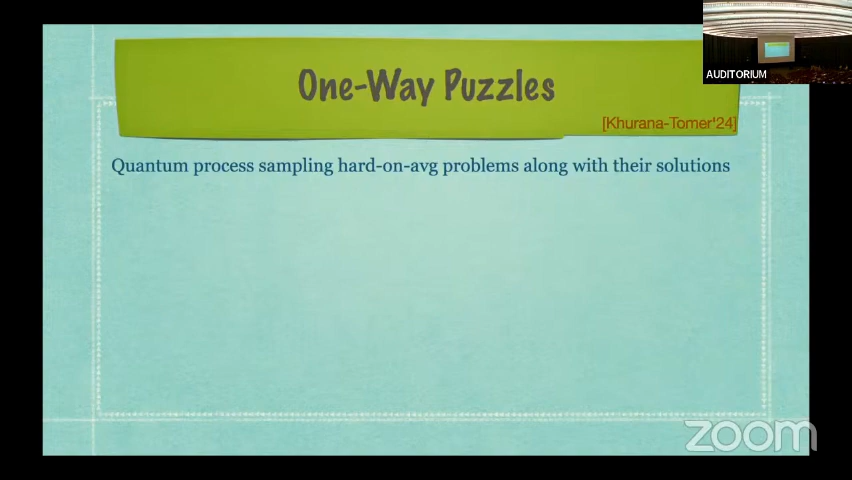 One-Way Puzzles
AUDITORIUM
[Khurana-Tomer'24]
Quantum process sampling hard-on-avg problems along with their solutions
zoom